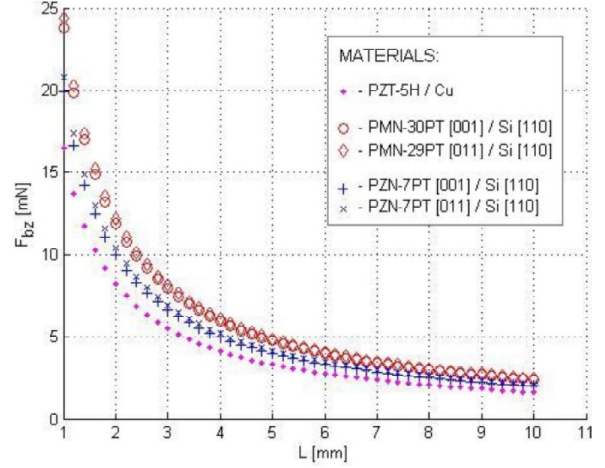 25
20
15
10
5
0
F_bz [mN]
MATERIALS:
- PZT-5H / Cu
- PMN-30PT [001] / Si [110]
- PMN-29PT [011] / Si [110]
- PZN-7PT [001] / Si [110]
- PZN-7PT [011] / Si [110]
1 2 3 4 5 6 7 8 9 10 11
L [mm]